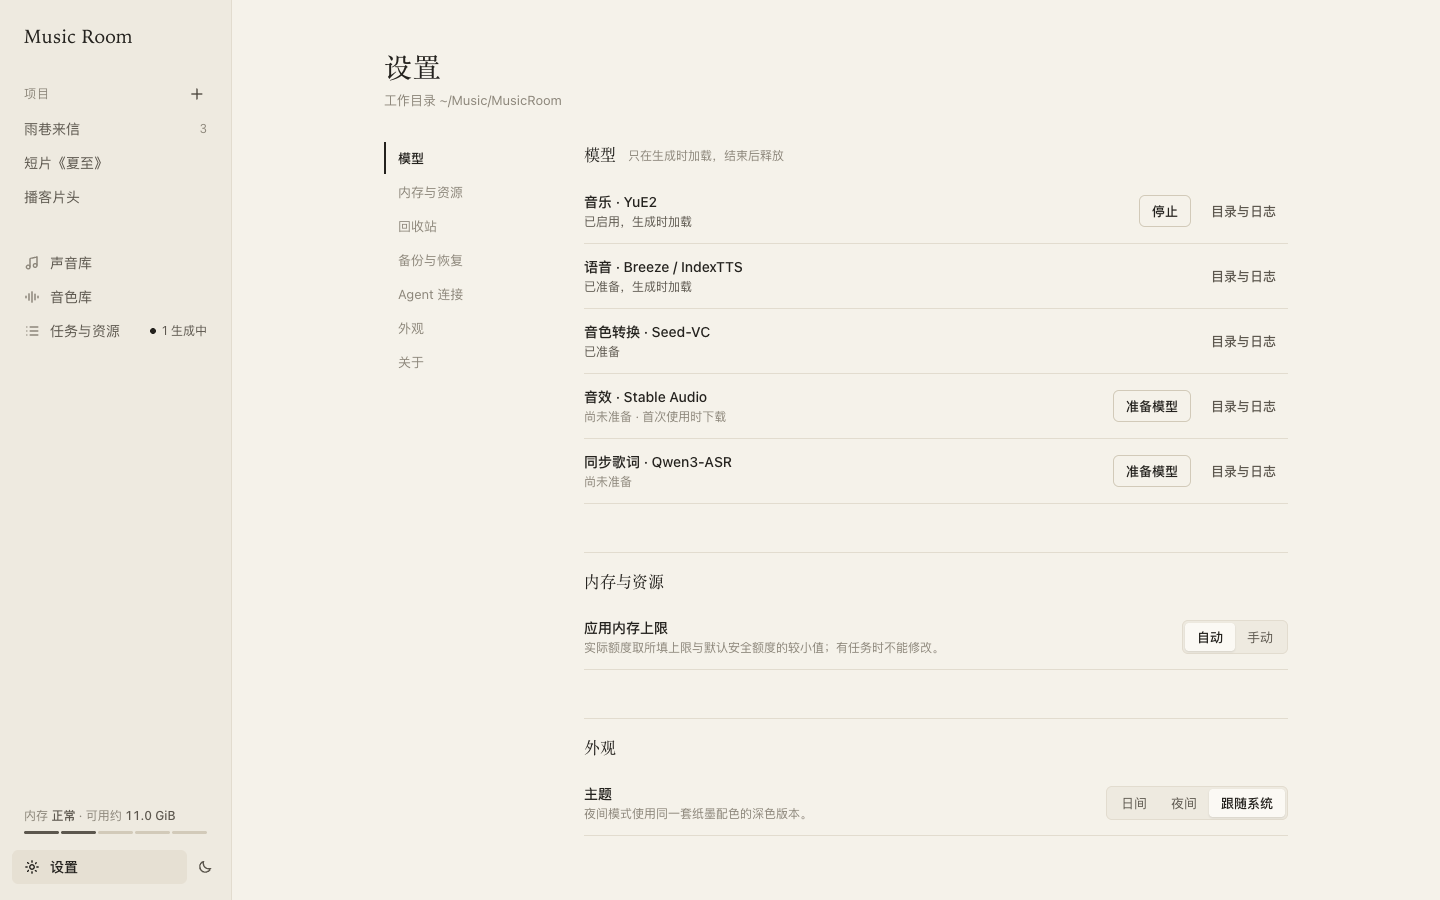 Music Room
项目
雨巷来信 3
短片《夏至》
播客片头
声音库
音色库
任务与资源 1 生成中
内存 正常 · 可用约 11.0 GiB
设置
设置
工作目录 ~/Music/MusicRoom
模型
内存与资源
回收站
备份与恢复
Agent 连接
外观
关于
模型 只在生成时加载，结束后释放
音乐 · YuE2
已启用，生成时加载
停止 目录与日志
语音 · Breeze / IndexTTS
已准备，生成时加载
目录与日志
音色转换 · Seed-VC
已准备
目录与日志
音效 · Stable Audio
尚未准备 · 首次使用时下载
准备模型 目录与日志
同步歌词 · Qwen3-ASR
尚未准备
准备模型 目录与日志
内存与资源
应用内存上限
实际额度取所填上限与默认安全额度的较小值；有任务时不能修改。
自动 手动
外观
主题
夜间模式使用同一套纸墨配色的深色版本。
日间 夜间 跟随系统